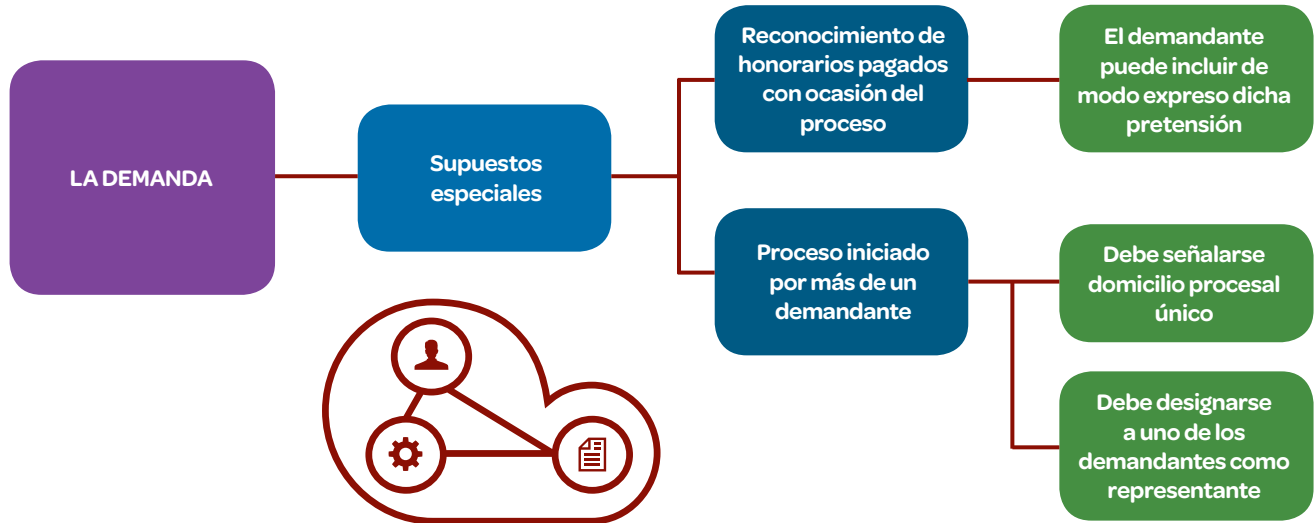 LA DEMANDA
Supuestos
especiales
Reconocimiento de
honorarios pagados
con ocasión del
proceso
El demandante
puede incluir de
modo expreso dicha
pretensión
Proceso iniciado
por más de un
demandante
Debe señalarse
domicilio procesal
único
Debe designarse
a uno de los
demandantes como
representante